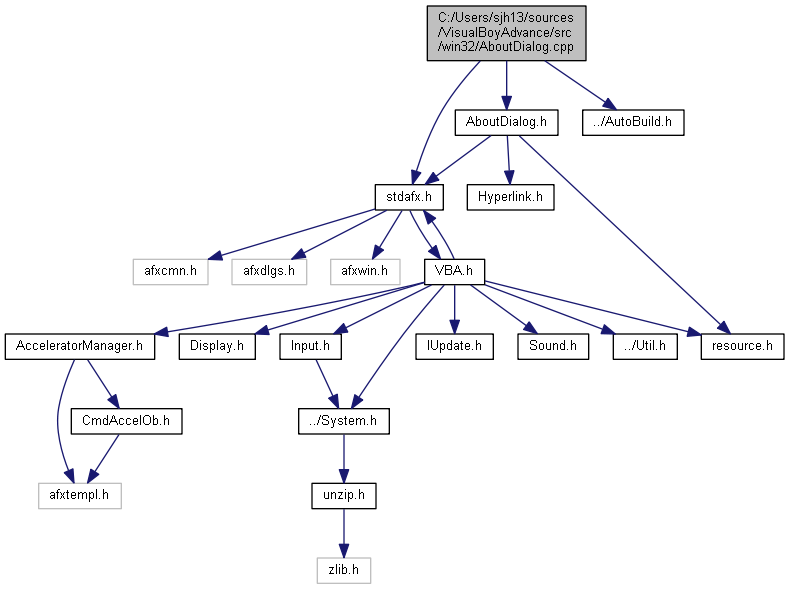 C:/Users/sjh13/sources
/VisualBoyAdvance/src
/win32/AboutDialog.cpp
AboutDialog.h
../AutoBuild.h
stdafx.h
Hyperlink.h
afxcmn.h
afxdlgs.h
afxwin.h
VBA.h
AcceleratorManager.h
Display.h
Input.h
IUpdate.h
Sound.h
../Util.h
resource.h
CmdAccelOb.h
../System.h
afxtempl.h
unzip.h
zlib.h